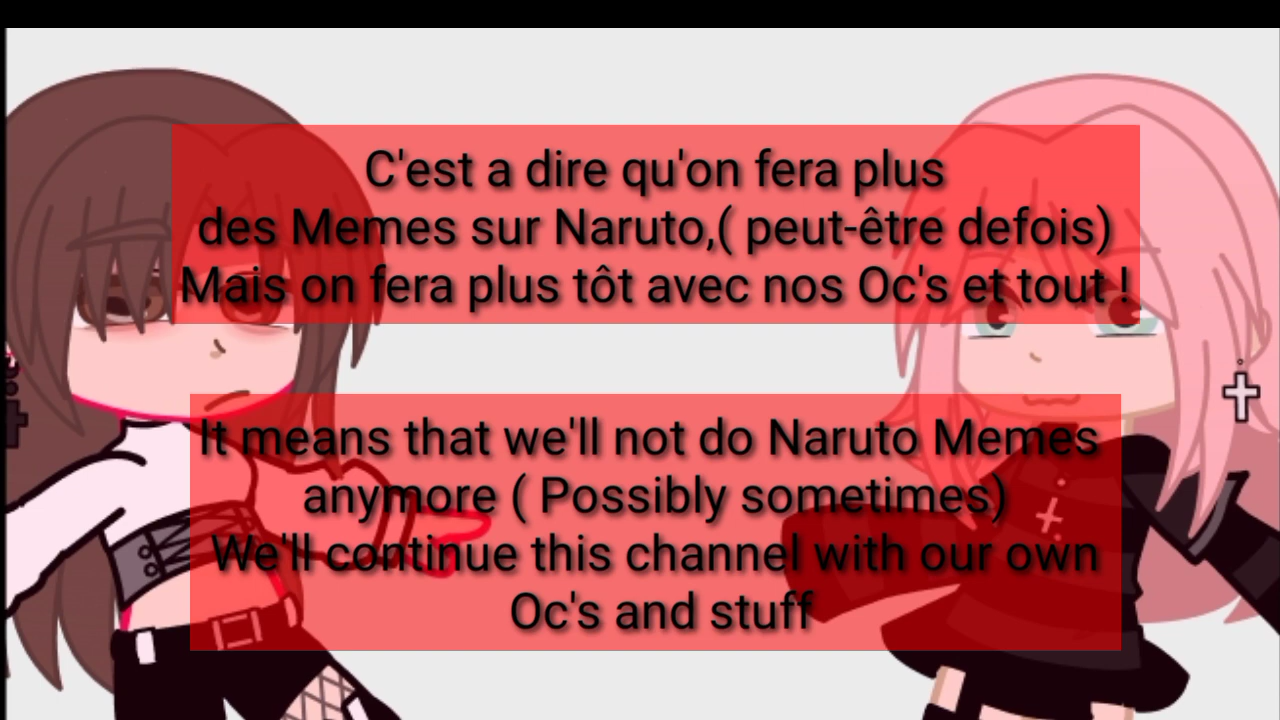 C'est a dire qu'on fera plus
des Memes sur Naruto,( peut-être defois)
Mais on fera plus tôt avec nos Oc's et tout !
It means that we'll not do Naruto Memes
anymore ( Possibly sometimes)
We'll continue this channel with our own
Oc's and stuff